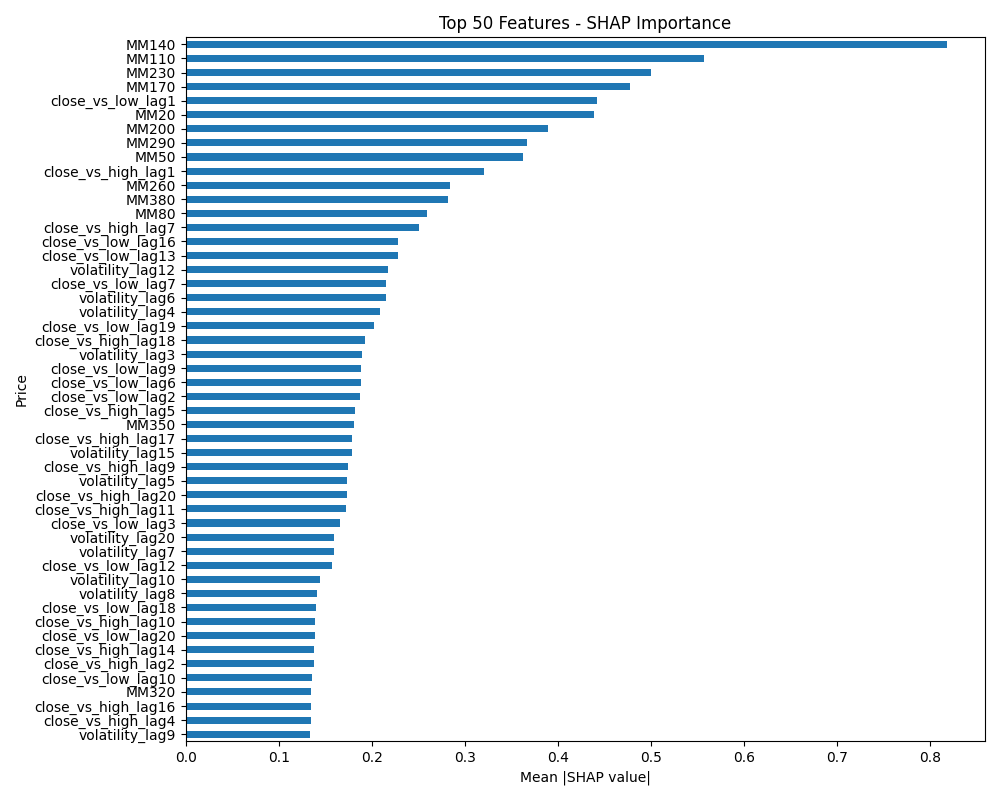 Top 50 Features - SHAP Importance
MM140
MM110
MM230
MM170
close_vs_low_lag1
MM20
MM200
MM290
MM50
close_vs_high_lag1
MM260
MM380
MM80
close_vs_high_lag7
close_vs_low_lag16
close_vs_low_lag13
volatility_lag12
close_vs_low_lag7
volatility_lag6
volatility_lag4
close_vs_low_lag19
close_vs_high_lag18
volatility_lag3
close_vs_low_lag9
close_vs_low_lag6
close_vs_low_lag2
close_vs_high_lag5
MM350
close_vs_high_lag17
volatility_lag15
close_vs_high_lag9
volatility_lag5
close_vs_high_lag20
close_vs_high_lag11
close_vs_low_lag3
volatility_lag20
volatility_lag7
close_vs_low_lag12
volatility_lag10
volatility_lag8
close_vs_low_lag18
close_vs_high_lag10
close_vs_low_lag20
close_vs_high_lag14
close_vs_high_lag2
close_vs_low_lag10
MM320
close_vs_high_lag16
close_vs_high_lag4
volatility_lag9
Price
0.0 0.1 0.2 0.3 0.4 0.5 0.6 0.7 0.8
Mean |SHAP value|